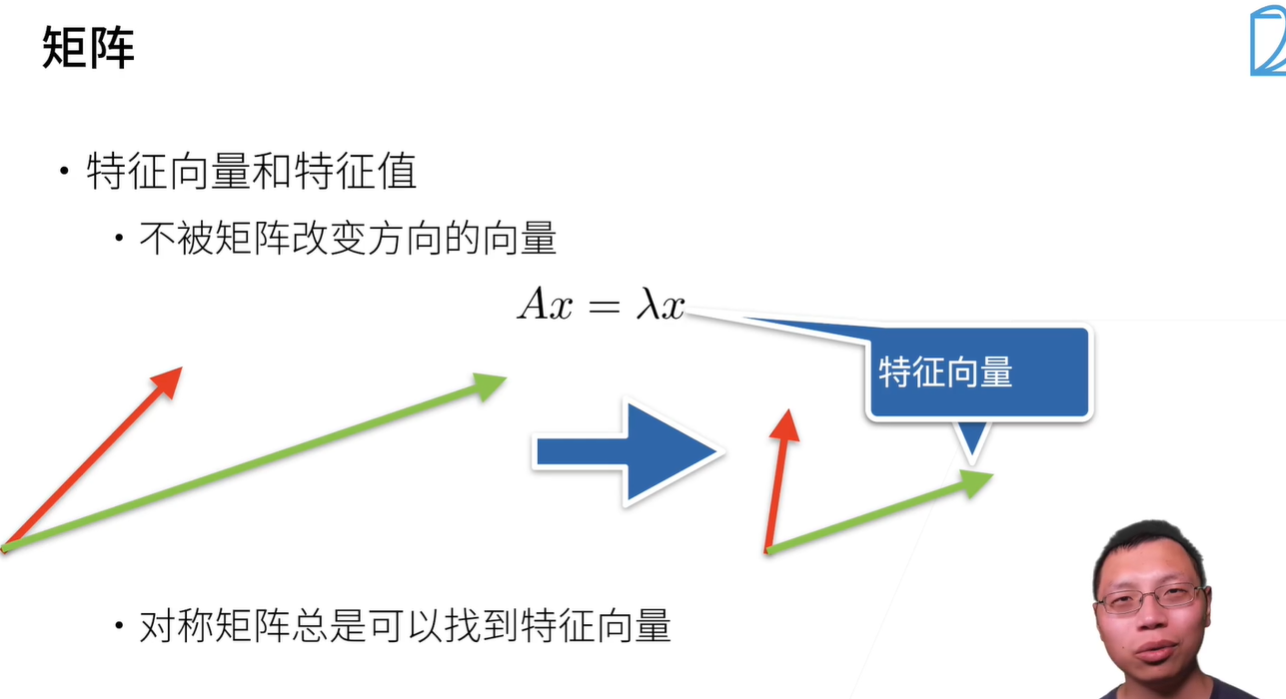 矩阵
• 特征向量和特征值
• 不被矩阵改变方向的向量
Ax = λx
特征向量
• 对称矩阵总是可以找到特征向量